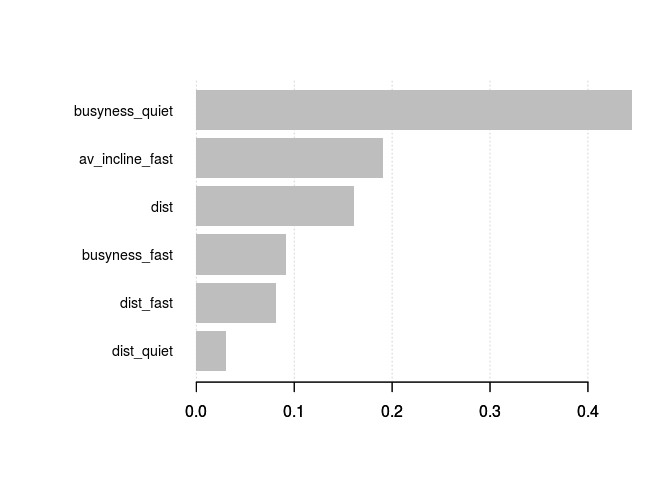 busyness_quiet
av_incline_fast
dist
busyness_fast
dist_fast
dist_quiet
0.0 0.1 0.2 0.3 0.4